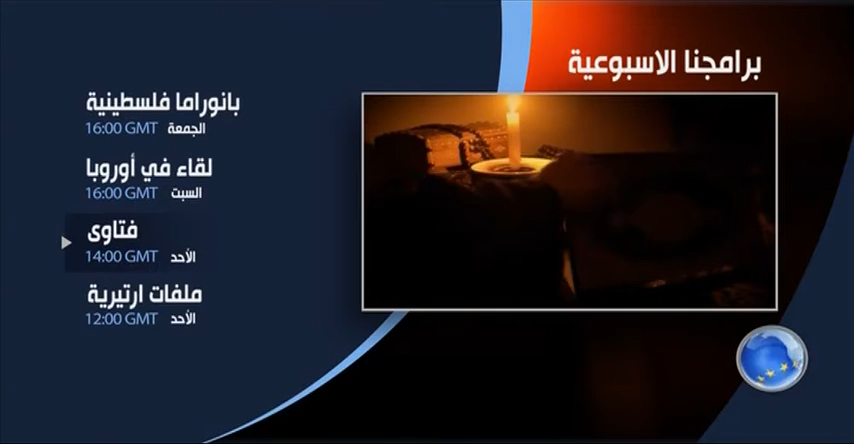 برامجنا الاسبوعية
بانوراما فلسطينية
الجمعة 16:00 GMT
لقاء في أوروبا
السبت 16:00 GMT
فتاوى
الأحد 14:00 GMT
ملفات ارتيرية
الأحد 12:00 GMT